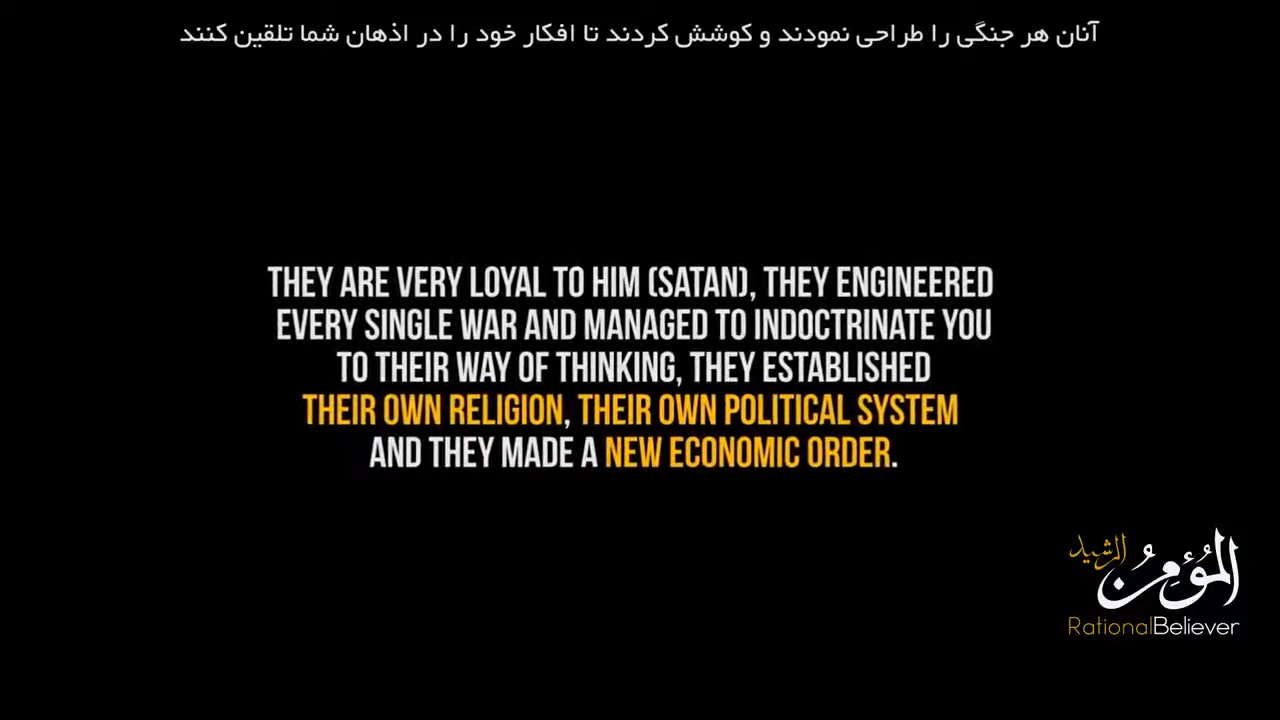 آنان هر جنگی را طراحی نمودند و کوشش کردند تا افکار خود را در اذهان شما تلقین کنند
THEY ARE VERY LOYAL TO HIM (SATAN), THEY ENGINEERED
EVERY SINGLE WAR AND MANAGED TO INDOCTRINATE YOU
TO THEIR WAY OF THINKING, THEY ESTABLISHED
THEIR OWN RELIGION, THEIR OWN POLITICAL SYSTEM
AND THEY MADE A NEW ECONOMIC ORDER.
المُؤمِنُ الرشيد
RationalBeliever